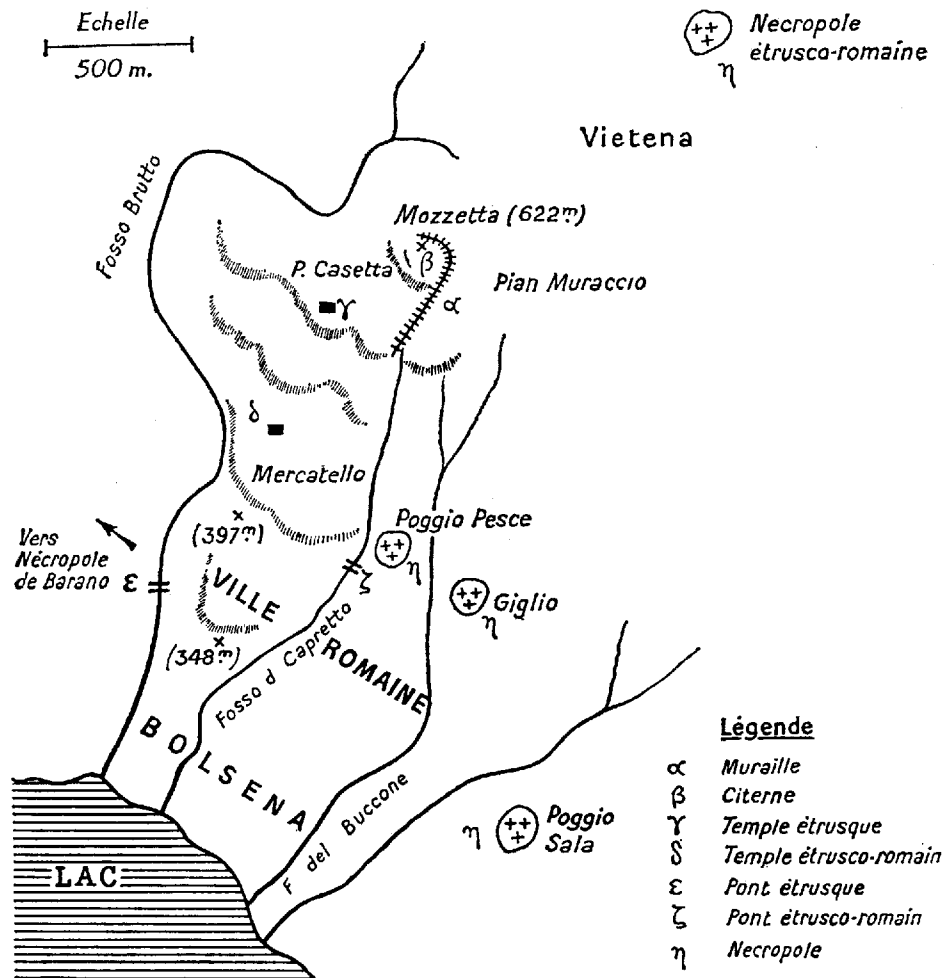 Echelle
500 m.
Necropole
étrusco-romaine
η
Vietena
Fosso Brutto
Mozzetta (622m)
β
P. Casetta
γ
Pian Muraccio
α
δ
Mercatello
(397m)
Vers
Nécropole
de Barano
ε
Poggio Pesce
η
ζ
Giglio
η
VILLE
ROMAINE
(348m)
Fosso d Capretto
BOLSENA
F del Buccone
η
Poggio
Sala
LAC
Légende
α Muraille
β Citerne
γ Temple étrusque
δ Temple étrusco-romain
ε Pont étrusque
ζ Pont étrusco-romain
η Necropole